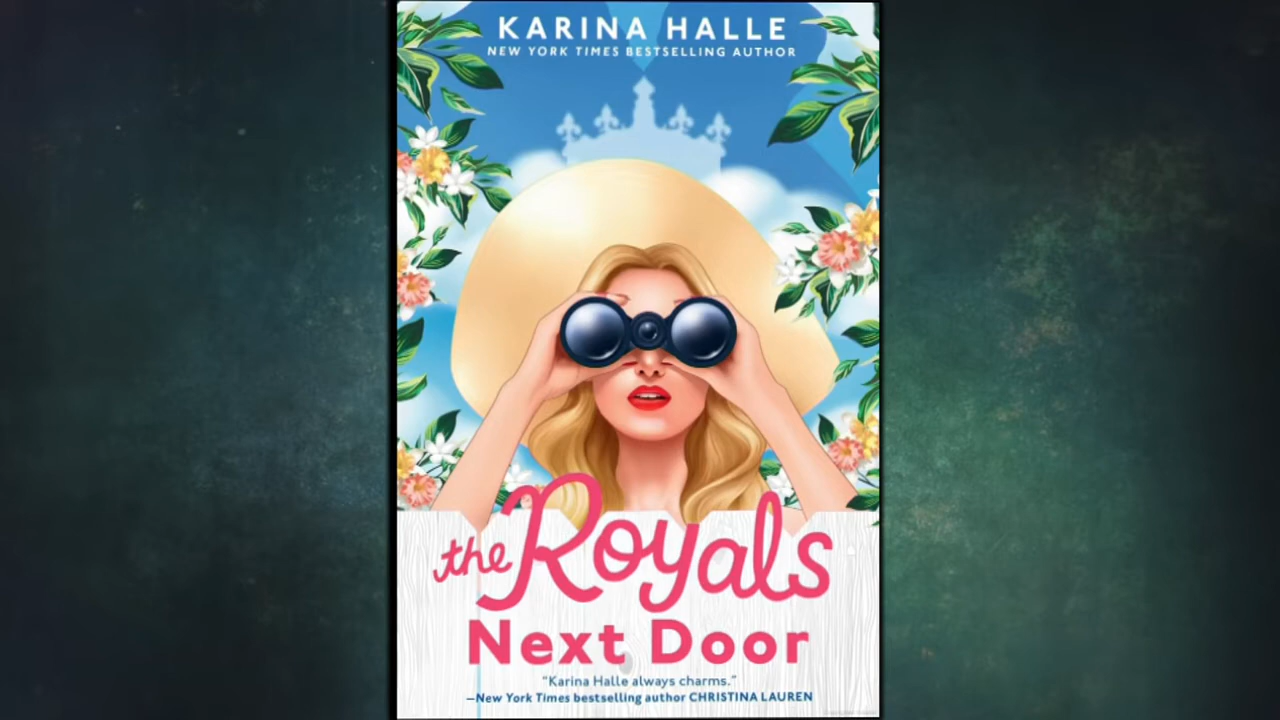 KARINA HALLE
NEW YORK TIMES BESTSELLING AUTHOR
the Royals
Next Door
“Karina Halle always charms.”
—New York Times bestselling author CHRISTINA LAUREN